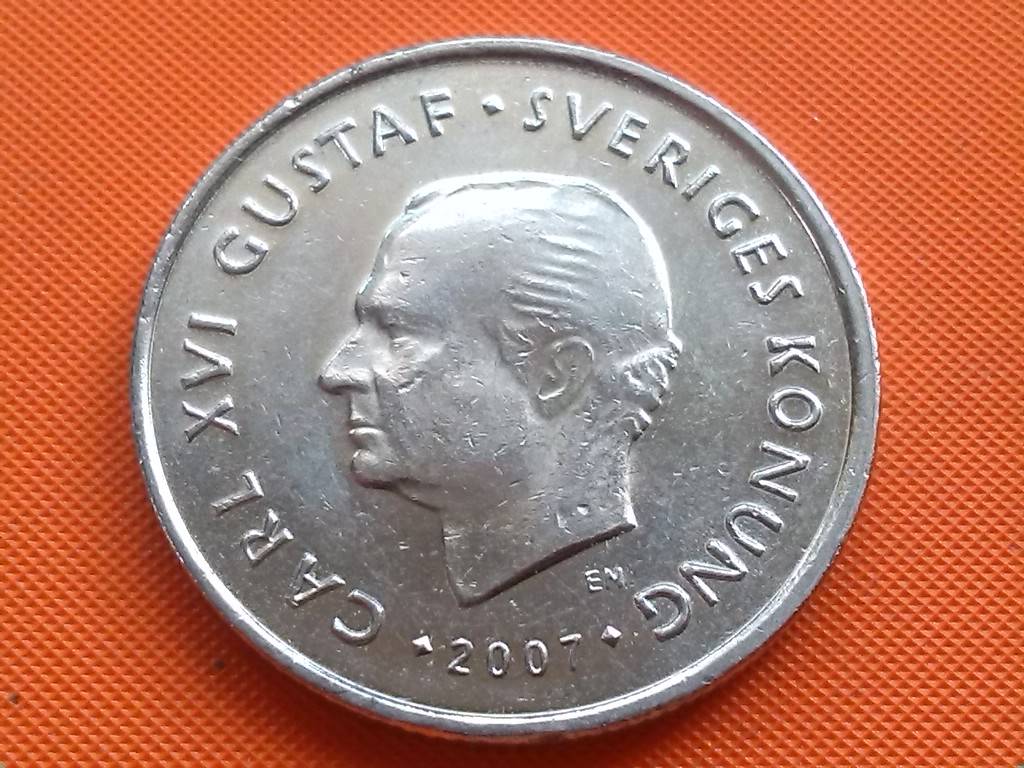 CARL XVI GUSTAF · SVERIGES KONUNG
· 2007 ·
EM